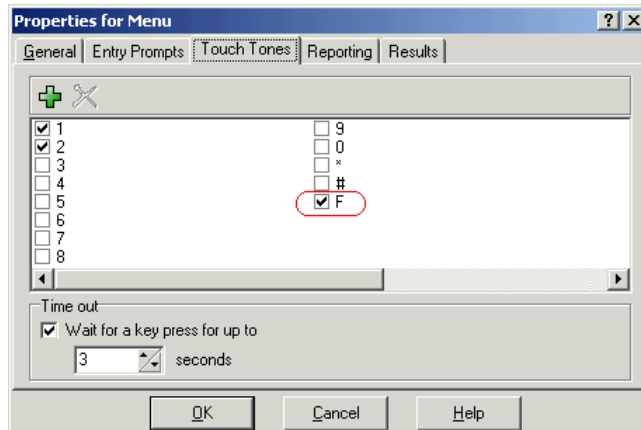 Properties for Menu
General Entry Prompts Touch Tones Reporting Results
1
2
3
4
5
6
7
8
9
0
*
#
F
Time out
Wait for a key press for up to
3 seconds
OK Cancel Help